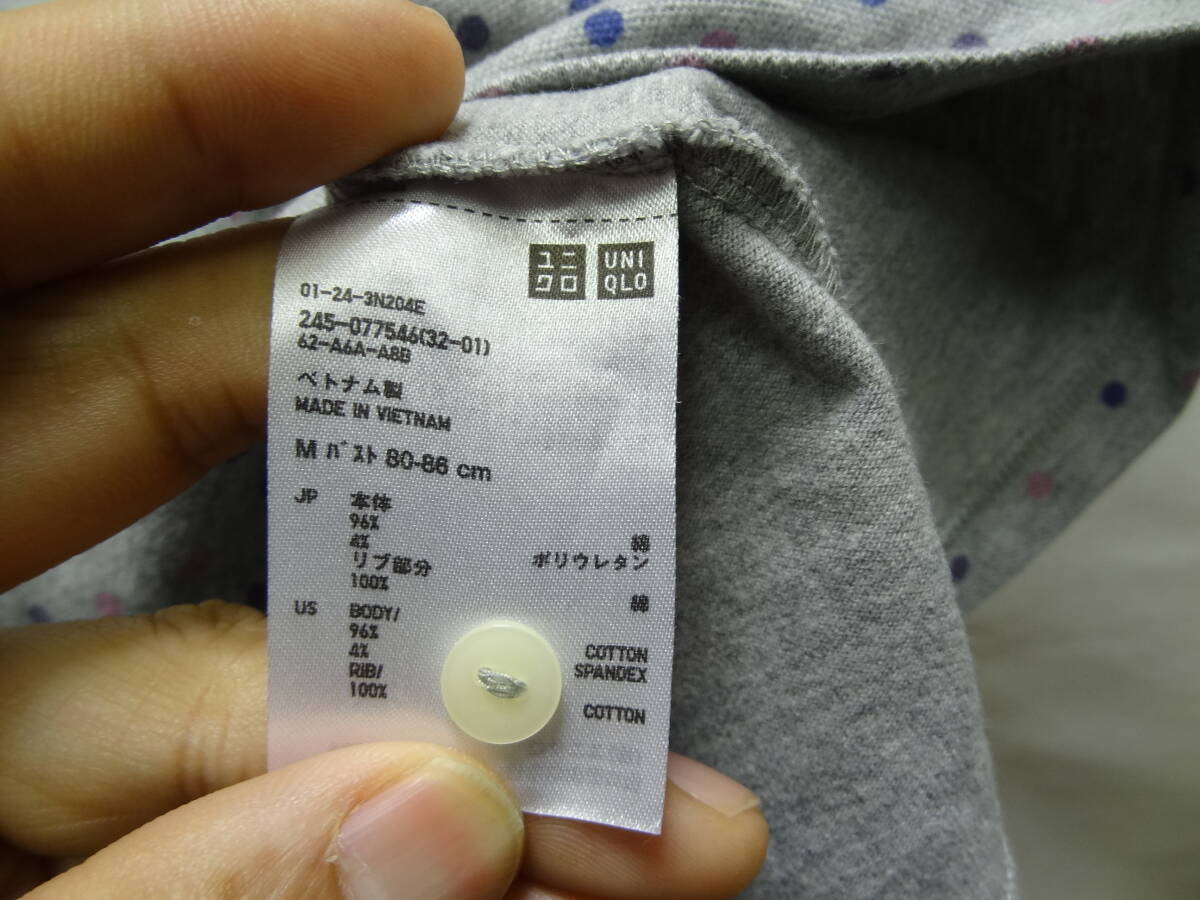 ユニ
クロ
UNI
QLO
01-24-3N204E
245-077546(32-01)
62-A6A-A8B
ベトナム製
MADE IN VIETNAM
M バスト 80-86 cm
JP 本体
96% 綿
4% ポリウレタン
リブ部分
100% 綿
US BODY/
96% COTTON
4% SPANDEX
RIB/
100% COTTON